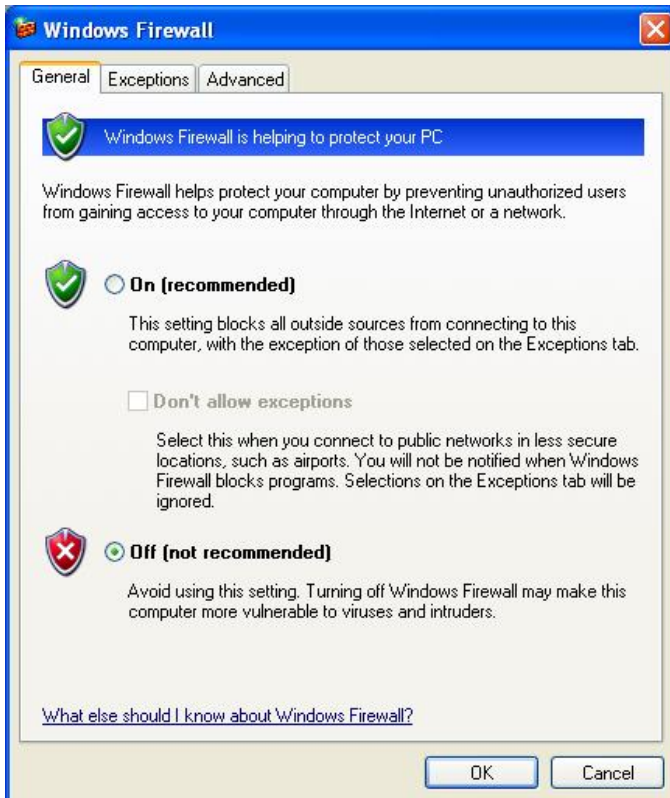 Windows Firewall
General
Exceptions
Advanced
Windows Firewall is helping to protect your PC
Windows Firewall helps protect your computer by preventing unauthorized users
from gaining access to your computer through the Internet or a network.
On (recommended)
This setting blocks all outside sources from connecting to this
computer, with the exception of those selected on the Exceptions tab.
Don't allow exceptions
Select this when you connect to public networks in less secure
locations, such as airports. You will not be notified when Windows
Firewall blocks programs. Selections on the Exceptions tab will be
ignored.
Off (not recommended)
Avoid using this setting. Turning off Windows Firewall may make this
computer more vulnerable to viruses and intruders.
What else should I know about Windows Firewall?
OK
Cancel